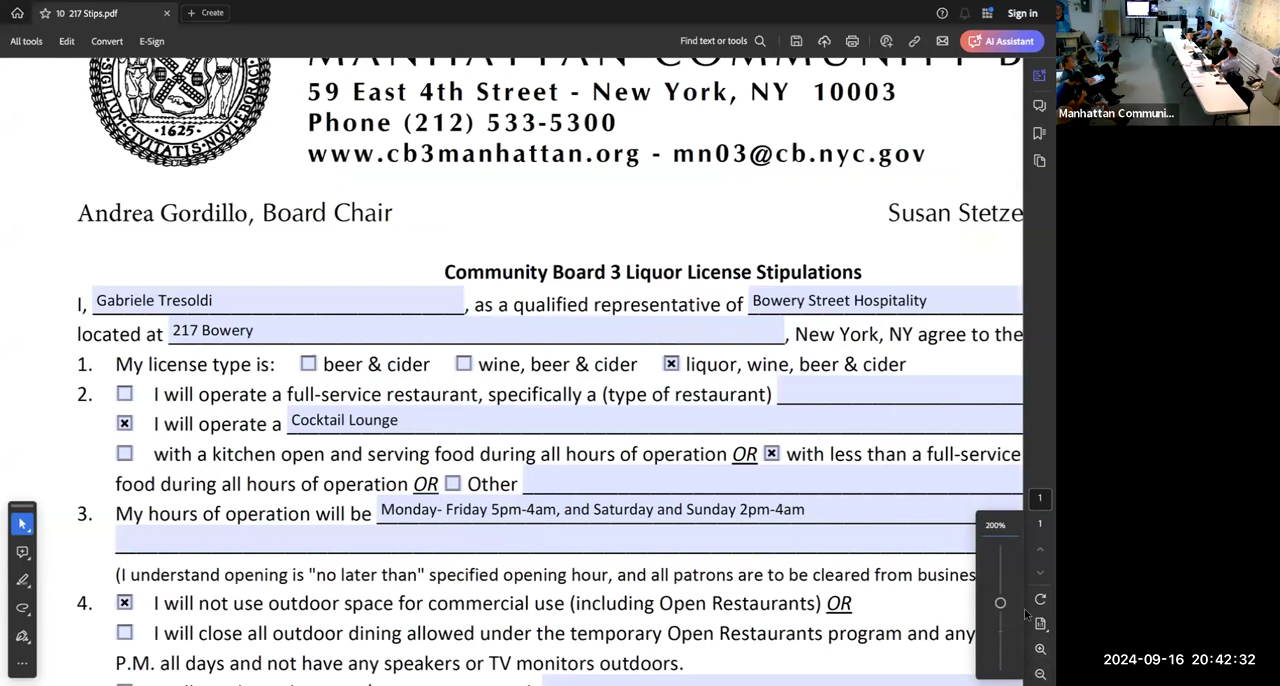 10 217 Stips.pdf
Create
Sign in
All tools
Edit
Convert
E-Sign
Find text or tools
AI Assistant
MANHATTAN COMMUNITY B
59 East 4th Street - New York, NY 10003
Phone (212) 533-5300
www.cb3manhattan.org - mn03@cb.nyc.gov
·1625·
Andrea Gordillo, Board Chair
Susan Stetze
Community Board 3 Liquor License Stipulations
I, Gabriele Tresoldi, as a qualified representative of Bowery Street Hospitality
located at 217 Bowery, New York, NY agree to the
1. My license type is: beer & cider wine, beer & cider liquor, wine, beer & cider
2. I will operate a full-service restaurant, specifically a (type of restaurant)
I will operate a Cocktail Lounge
with a kitchen open and serving food during all hours of operation OR with less than a full-service
food during all hours of operation OR Other
3. My hours of operation will be Monday- Friday 5pm-4am, and Saturday and Sunday 2pm-4am
(I understand opening is "no later than" specified opening hour, and all patrons are to be cleared from busines
4. I will not use outdoor space for commercial use (including Open Restaurants) OR
I will close all outdoor dining allowed under the temporary Open Restaurants program and any
P.M. all days and not have any speakers or TV monitors outdoors.
1
1
200%
Manhattan Communi...
2024-09-16 20:42:32